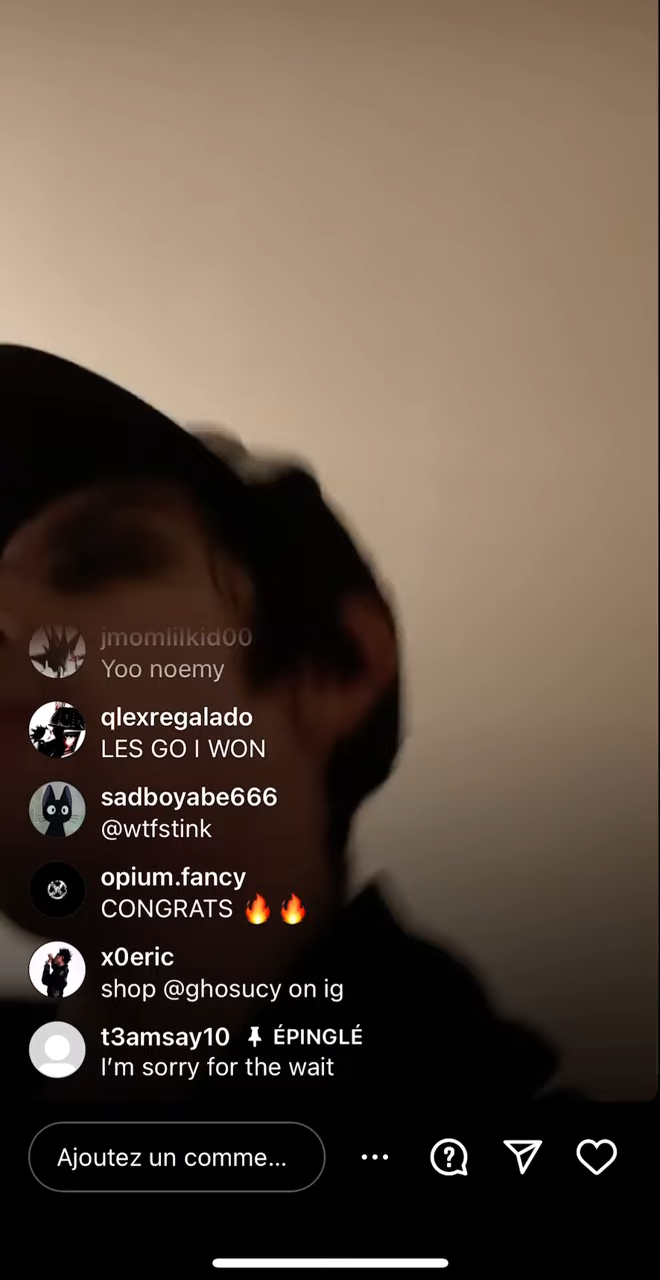 jmomlilkid00
Yoo noemy
qlexregalado
LES GO I WON
sadboyabe666
@wtfstink
opium.fancy
CONGRATS 🔥🔥
x0eric
shop @ghosucy on ig
t3amsay10 ÉPINGLÉ
I’m sorry for the wait
Ajoutez un comme...